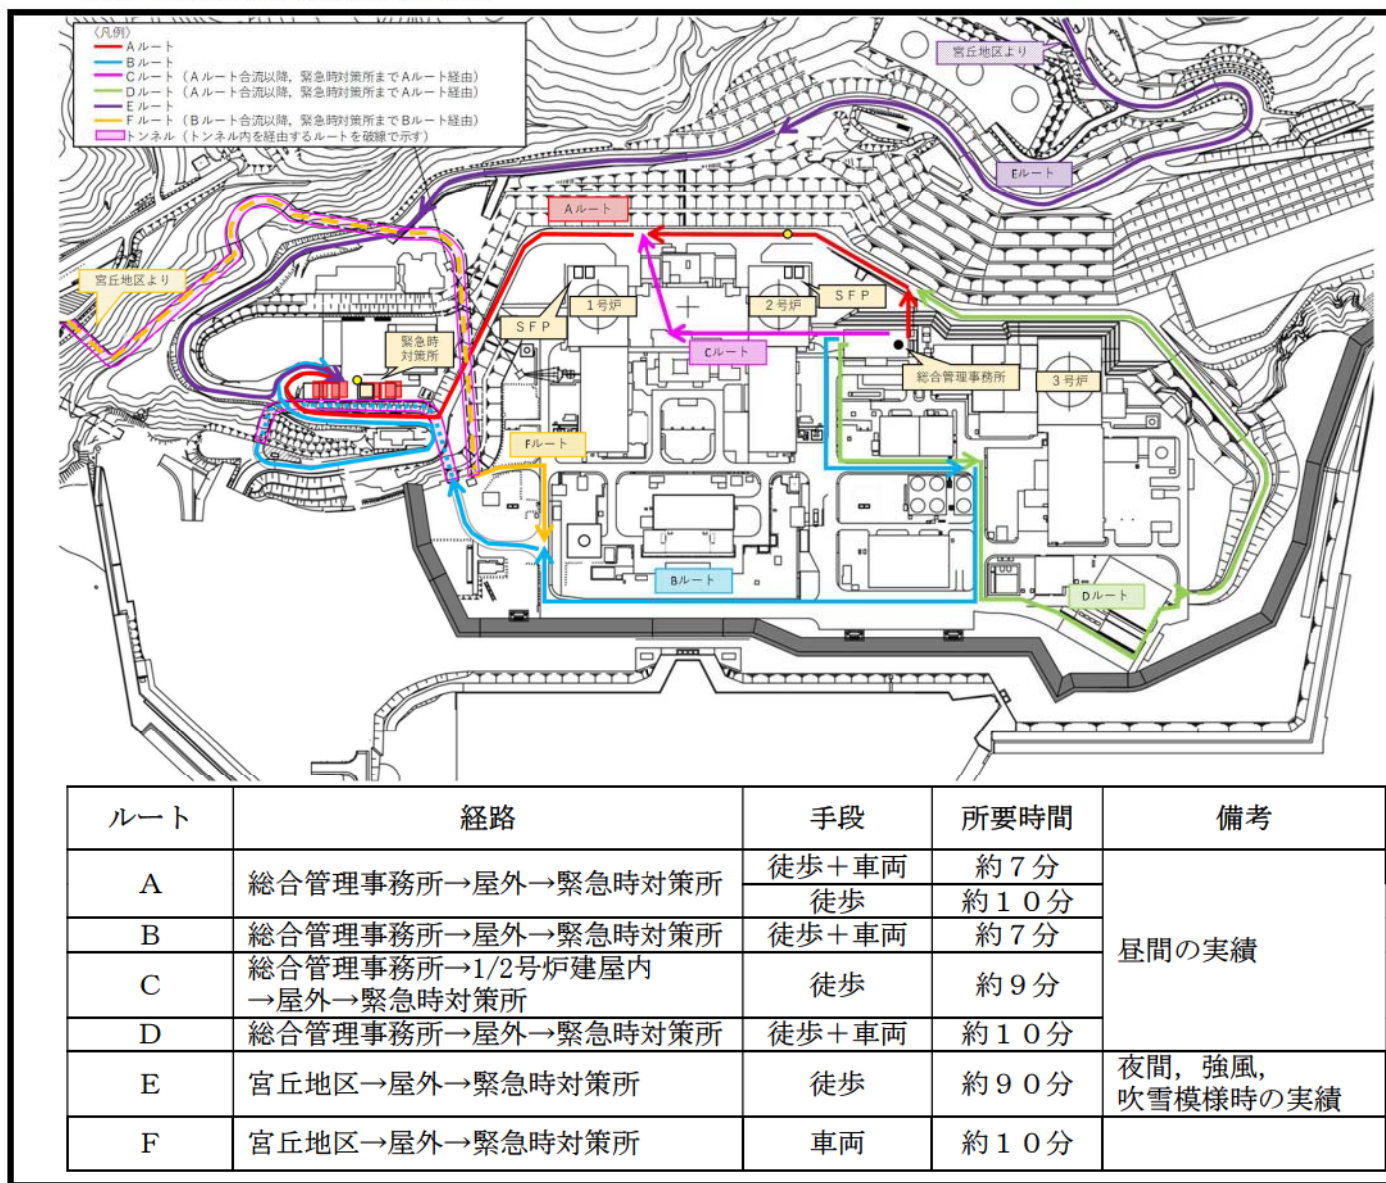 〈凡例〉
Aルート
Bルート
Cルート（Aルート合流以降，緊急時対策所までAルート経由）
Dルート（Aルート合流以降，緊急時対策所までAルート経由）
Eルート
Fルート（Bルート合流以降，緊急時対策所までBルート経由）
トンネル（トンネル内を経由するルートを破線で示す）
宮丘地区より
Eルート
Aルート
宮丘地区より
1号炉
2号炉
SFP
SFP
緊急時
対策所
Cルート
総合管理事務所
3号炉
Fルート
Bルート
Dルート
ルート 経路 手段 所要時間 備考
A 総合管理事務所→屋外→緊急時対策所 徒歩＋車両 約７分
徒歩 約１０分
B 総合管理事務所→屋外→緊急時対策所 徒歩＋車両 約７分
昼間の実績
C 総合管理事務所→1/2号炉建屋内
→屋外→緊急時対策所 徒歩 約９分
D 総合管理事務所→屋外→緊急時対策所 徒歩＋車両 約１０分
E 宮丘地区→屋外→緊急時対策所 徒歩 約９０分 夜間，強風，
吹雪模様時の実績
F 宮丘地区→屋外→緊急時対策所 車両 約１０分